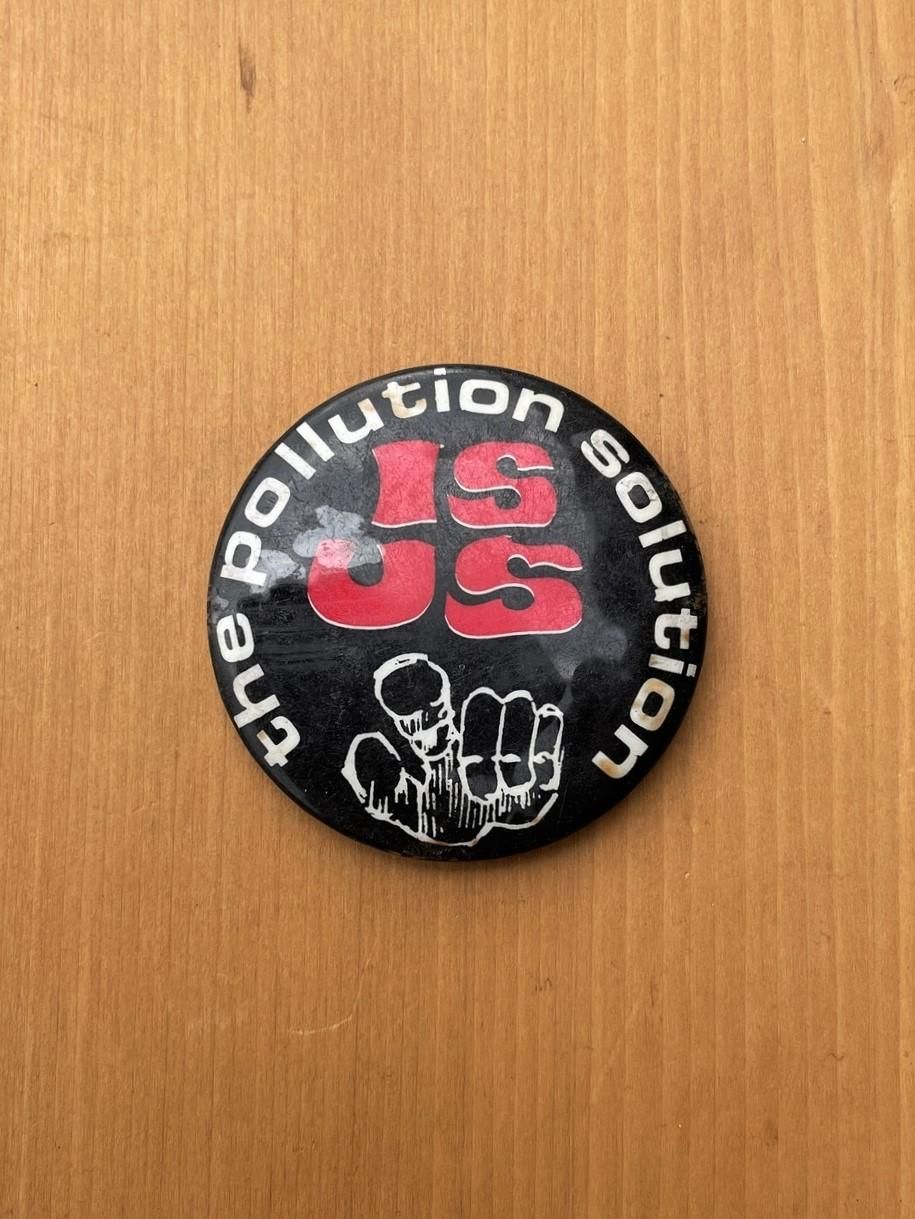 the pollution solution
IS
US